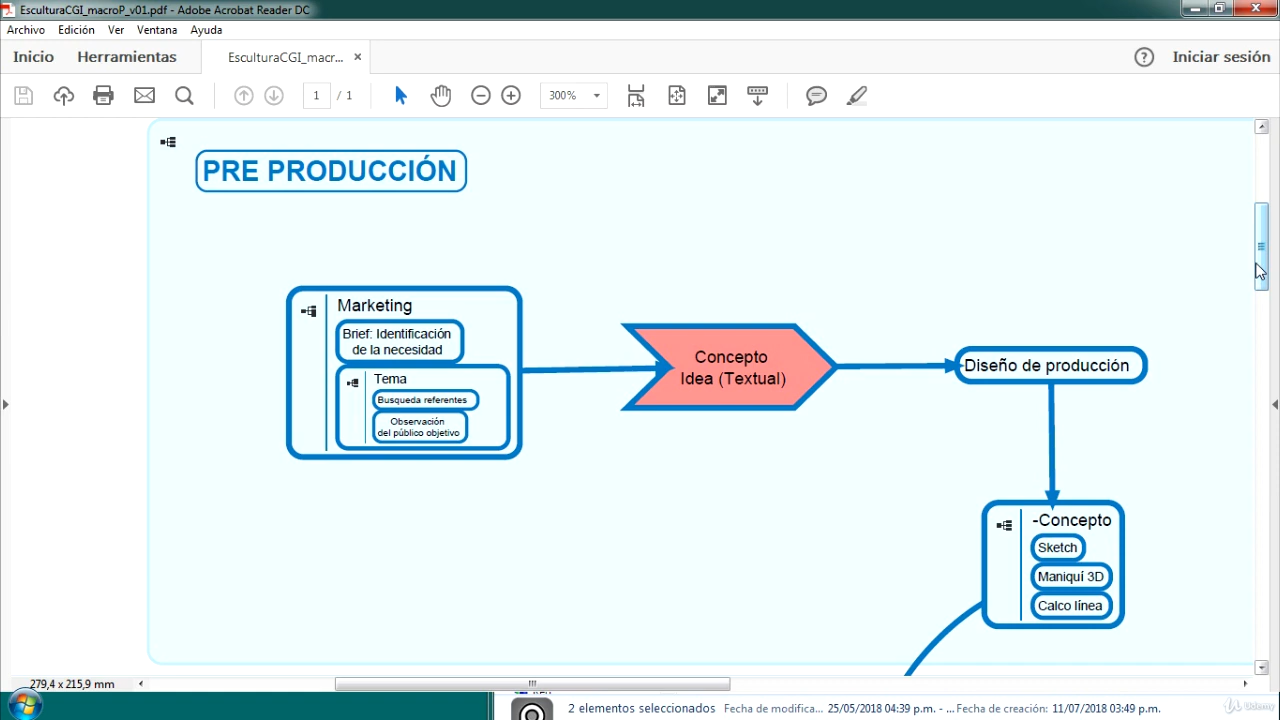 EsculturaCGI_macroP_v01.pdf - Adobe Acrobat Reader DC
Archivo Edición Ver Ventana Ayuda
Inicio Herramientas EsculturaCGI_macr... × Iniciar sesión
1 / 1 300%
PRE PRODUCCIÓN
Marketing
Brief: Identificación
de la necesidad
Tema
Busqueda referentes
Observación
del público objetivo
Concepto
Idea (Textual)
Diseño de producción
-Concepto
Sketch
Maniquí 3D
Calco línea
279,4 x 215,9 mm
2 elementos seleccionados Fecha de modifica... 25/05/2018 04:39 p.m. - ... Fecha de creación: 11/07/2018 03:49 p.m.
Udemy